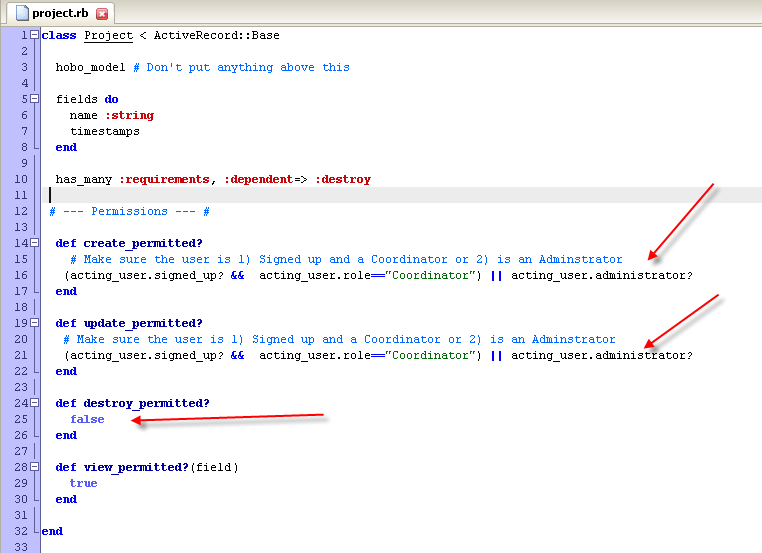 project.rb
1 class Project < ActiveRecord::Base
2
3 hobo_model # Don't put anything above this
4
5 fields do
6 name :string
7 timestamps
8 end
9
10 has_many :requirements, :dependent=> :destroy
11
12 # --- Permissions --- #
13
14 def create_permitted?
15 # Make sure the user is 1) Signed up and a Coordinator or 2) is an Adminstrator
16 (acting_user.signed_up? && acting_user.role=="Coordinator") || acting_user.administrator?
17 end
18
19 def update_permitted?
20 # Make sure the user is 1) Signed up and a Coordinator or 2) is an Adminstrator
21 (acting_user.signed_up? && acting_user.role=="Coordinator") || acting_user.administrator?
22 end
23
24 def destroy_permitted?
25 false
26 end
27
28 def view_permitted?(field)
29 true
30 end
31
32 end
33